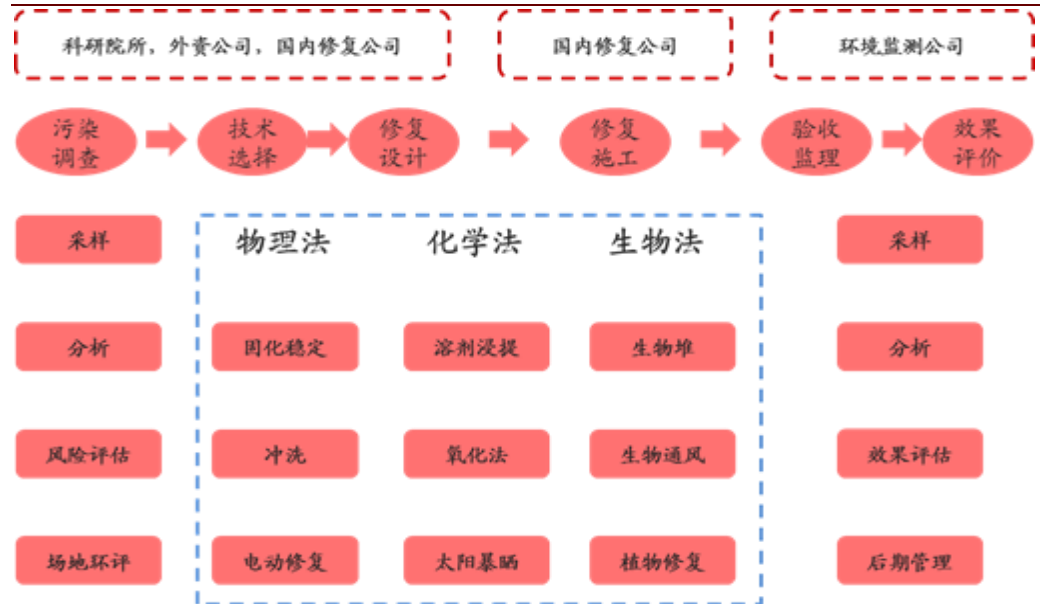 科研院所，外资公司，国内修复公司
国内修复公司
环境监测公司
污染
调查
技术
选择
修复
设计
修复
施工
验收
监理
效果
评价
物理法
化学法
生物法
采样
采样
分析
固化稳定
溶剂浸提
生物堆
分析
风险评估
冲洗
氧化法
生物通风
效果评估
场地环评
电动修复
太阳暴晒
植物修复
后期管理